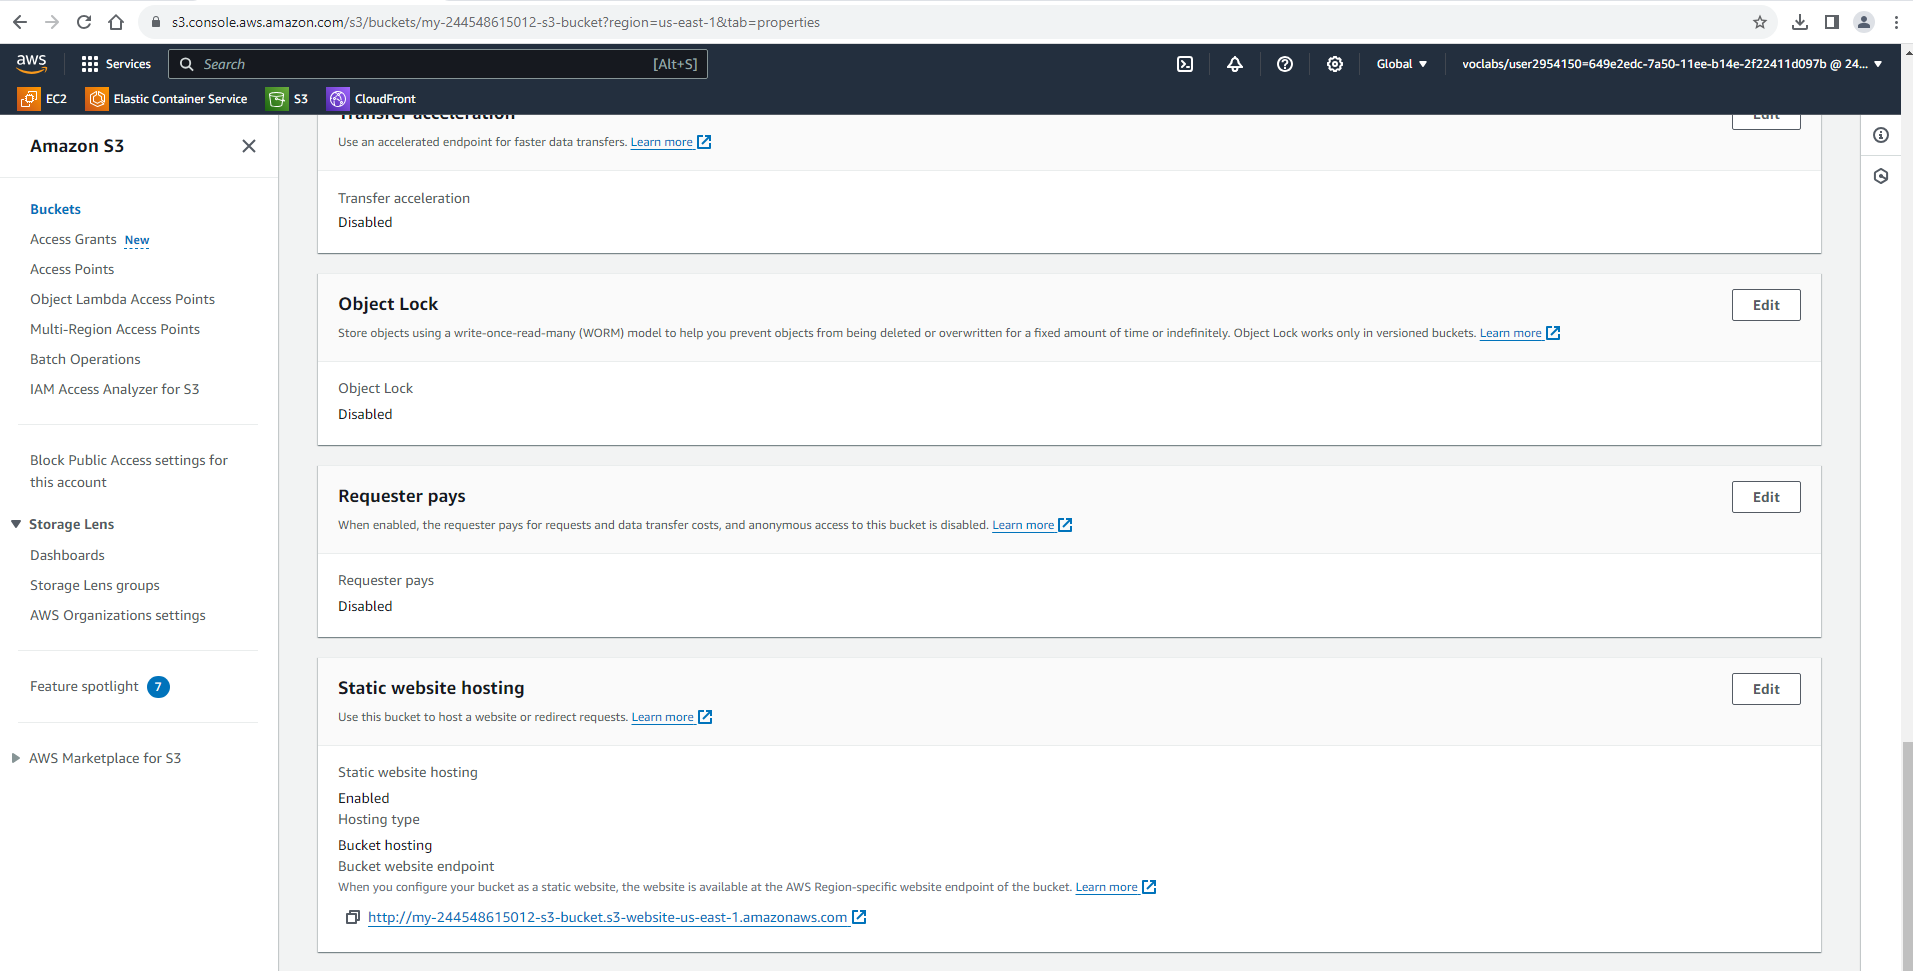 s3.console.aws.amazon.com/s3/buckets/my-244548615012-s3-bucket?region=us-east-1&tab=properties
aws
Services
Search
[Alt+S]
Global
voclabs/user2954150=649e2edc-7a50-11ee-b14e-2f22411d097b @ 24...
EC2
Elastic Container Service
S3
CloudFront
Amazon S3
Buckets
Access Grants New
Access Points
Object Lambda Access Points
Multi-Region Access Points
Batch Operations
IAM Access Analyzer for S3
Block Public Access settings for
this account
Storage Lens
Dashboards
Storage Lens groups
AWS Organizations settings
Feature spotlight 7
AWS Marketplace for S3
Transfer acceleration
Edit
Use an accelerated endpoint for faster data transfers. Learn more
Transfer acceleration
Disabled
Object Lock
Edit
Store objects using a write-once-read-many (WORM) model to help you prevent objects from being deleted or overwritten for a fixed amount of time or indefinitely. Object Lock works only in versioned buckets. Learn more
Object Lock
Disabled
Requester pays
Edit
When enabled, the requester pays for requests and data transfer costs, and anonymous access to this bucket is disabled. Learn more
Requester pays
Disabled
Static website hosting
Edit
Use this bucket to host a website or redirect requests. Learn more
Static website hosting
Enabled
Hosting type
Bucket hosting
Bucket website endpoint
When you configure your bucket as a static website, the website is available at the AWS Region-specific website endpoint of the bucket. Learn more
http://my-244548615012-s3-bucket.s3-website-us-east-1.amazonaws.com